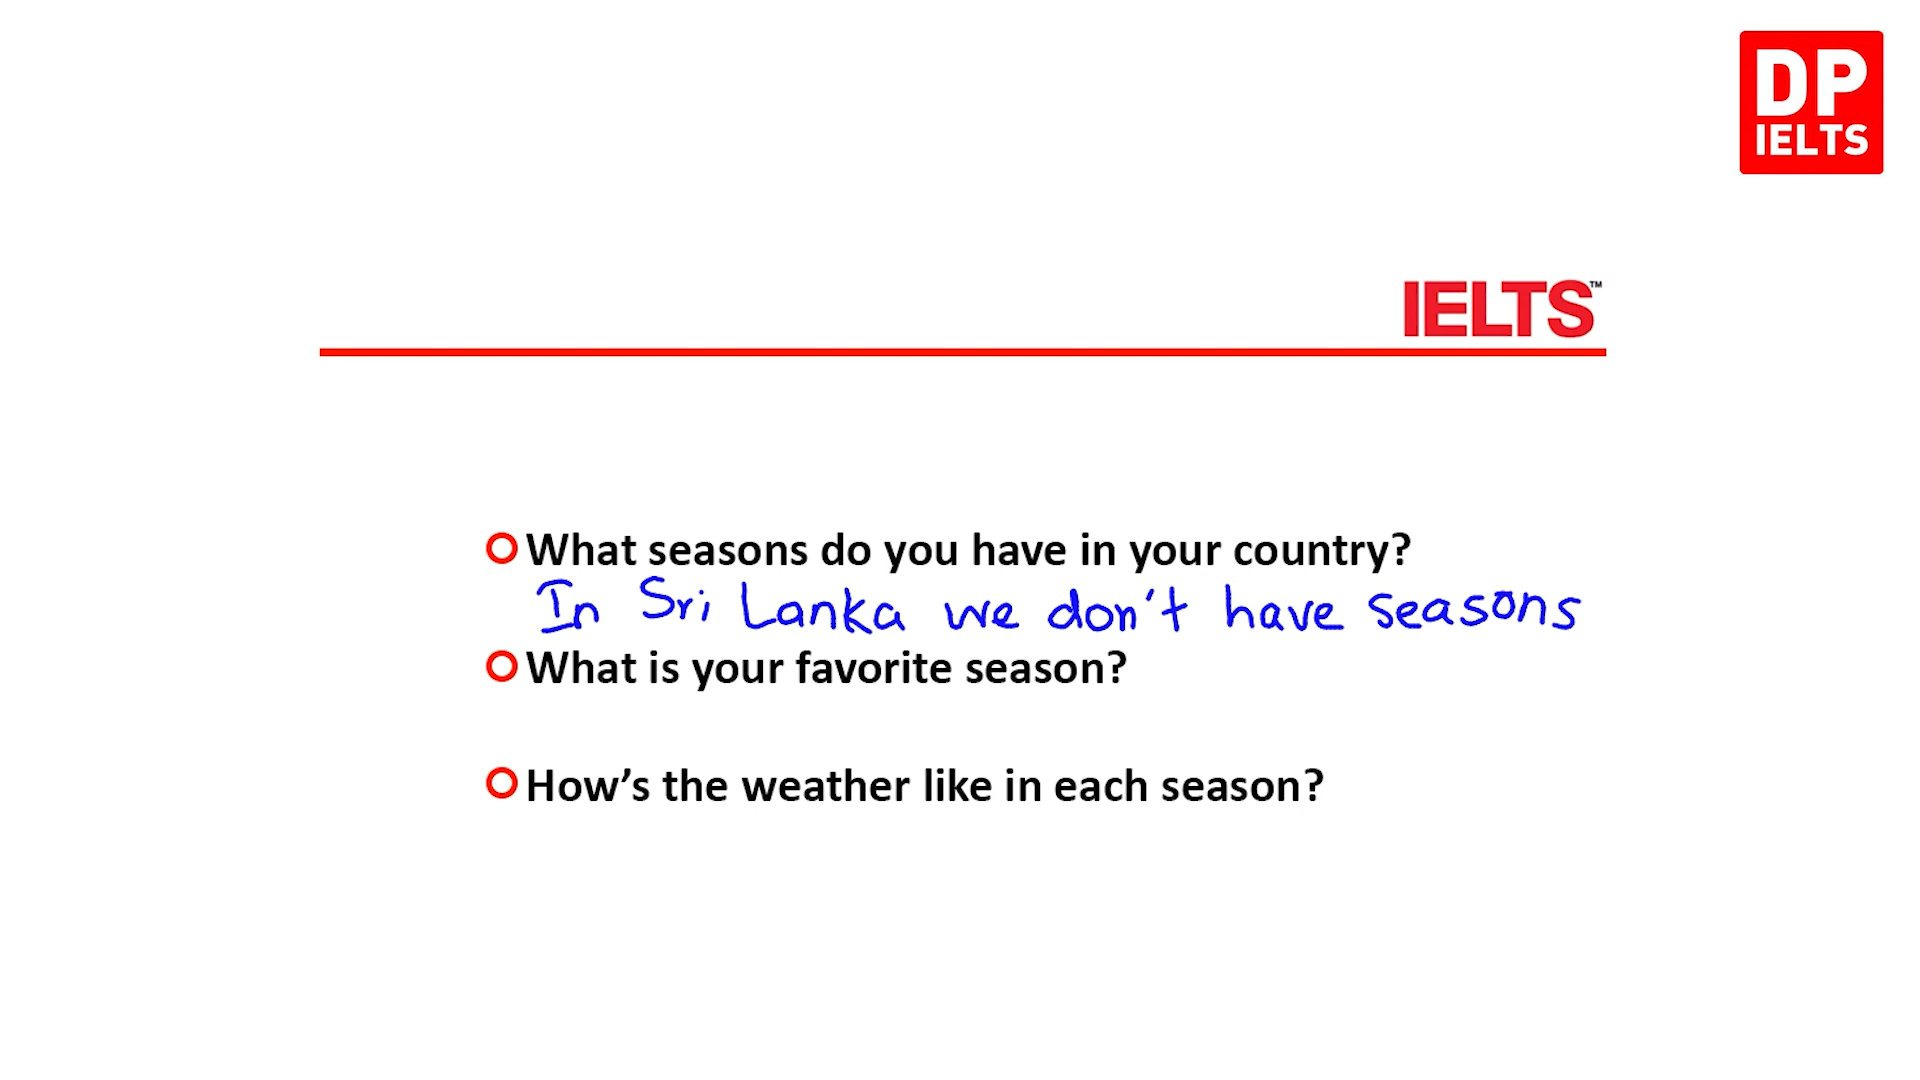 DP
IELTS
IELTS™
What seasons do you have in your country?
In Sri Lanka we don't have seasons
What is your favorite season?
How’s the weather like in each season?